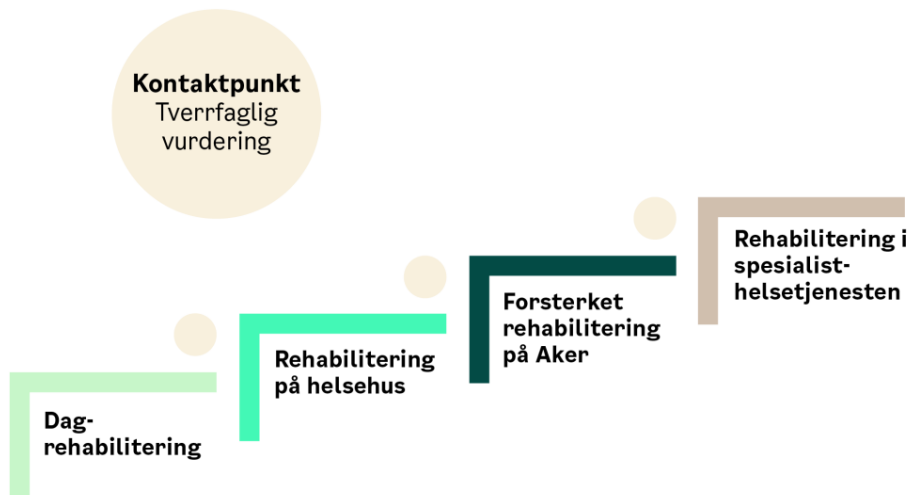 Kontaktpunkt
Tverrfaglig
vurdering
Rehabilitering i
spesialist-
helsetjenesten
Forsterket
rehabilitering
på Aker
Rehabilitering
på helsehus
Dag-
rehabilitering